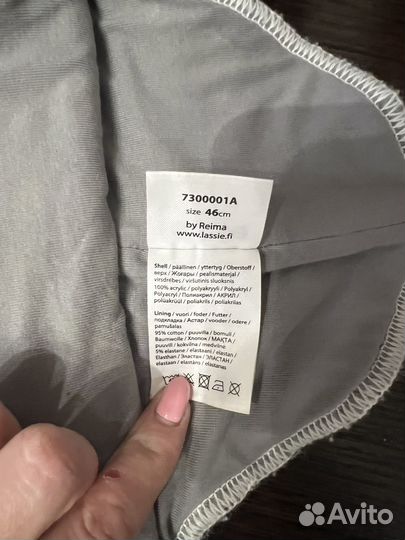 7300001A
size 46cm
by Reima
www.lassie.fi
Shell / päällinen / yttertyg / Oberstoff /
верх / Жоғары / pealismaterjal /
virsdrēbes / viršutinis sluoksnis
100% acrylic / polyakryyli / Polyakryl /
Polyacryl / Полиакрил / АКРИЛ /
polüakrüül / poliakrils / poliakrilas
Lining / vuori / foder / Futter /
подкладка / Астар / vooder / odere /
pamušalas
95% cotton / puuvilla / bomull /
Baumwolle / Хлопок / МАҚТА /
puuvill / kokvilna / medvilnė /
5% elastane / elastaani / elastan /
Elasthan / Эластан / ЭЛАСТАН /
elastaan / elastāns / elastanas
Avito